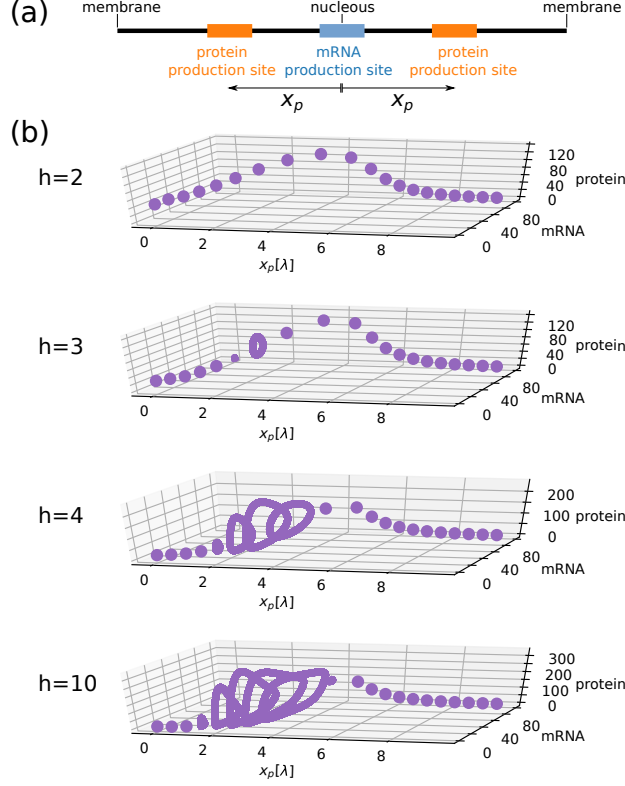 (a)
membrane nucleous membrane
protein mRNA protein
production site production site production site
x_p x_p
(b)
h=2
120
80
40
0
protein
80
40
0
mRNA
0 2 4 6 8
x_p[λ]
h=3
120
80
40
0
protein
80
40
0
mRNA
0 2 4 6 8
x_p[λ]
h=4
200
100
0
protein
80
40
0
mRNA
0 2 4 6 8
x_p[λ]
h=10
300
200
100
0
protein
80
40
0
mRNA
0 2 4 6 8
x_p[λ]